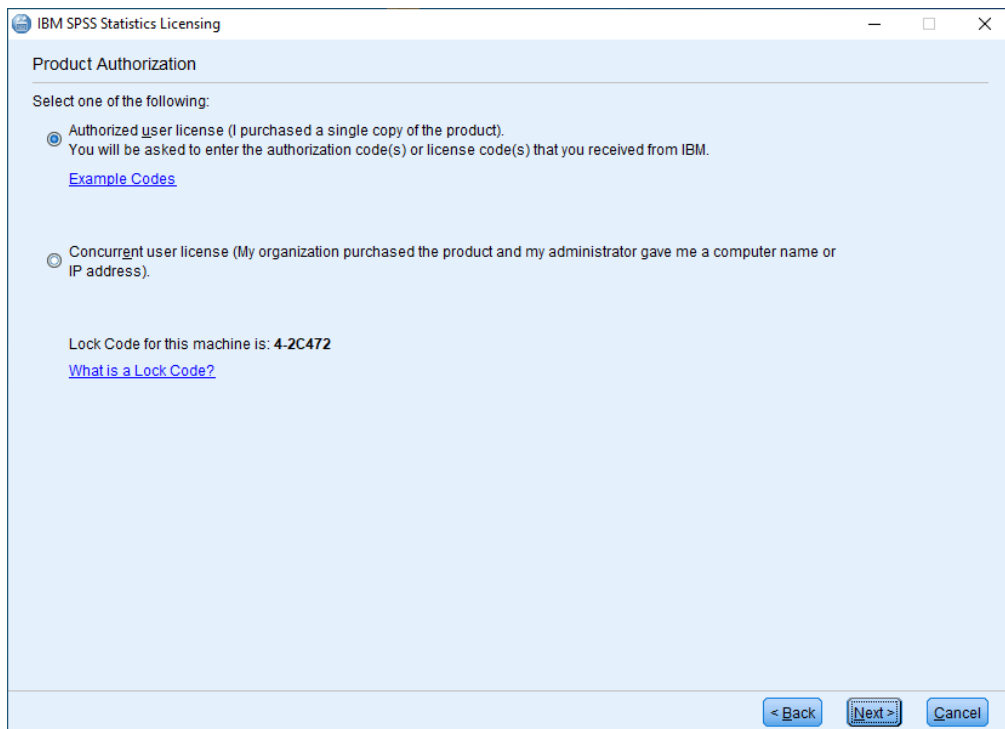 IBM SPSS Statistics Licensing
Product Authorization
Select one of the following:
Authorized user license (I purchased a single copy of the product).
You will be asked to enter the authorization code(s) or license code(s) that you received from IBM.
Example Codes
Concurrent user license (My organization purchased the product and my administrator gave me a computer name or
IP address).
Lock Code for this machine is: 4-2C472
What is a Lock Code?
< Back Next > Cancel